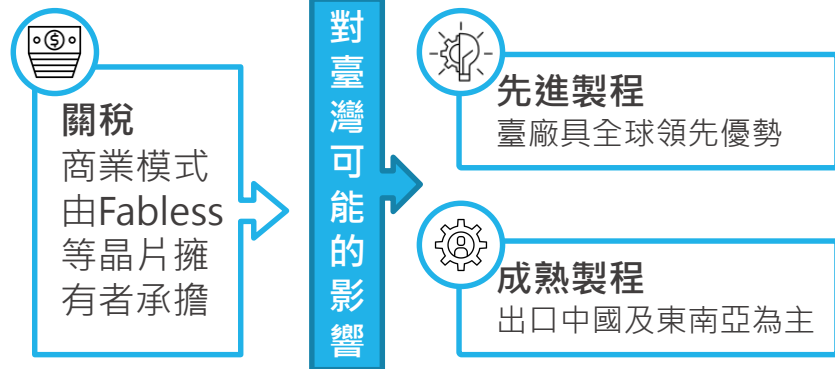 關稅
商業模式
由Fabless
等晶片擁
有者承擔
對臺灣可能的影響
先進製程
臺廠具全球領先優勢
成熟製程
出口中國及東南亞為主